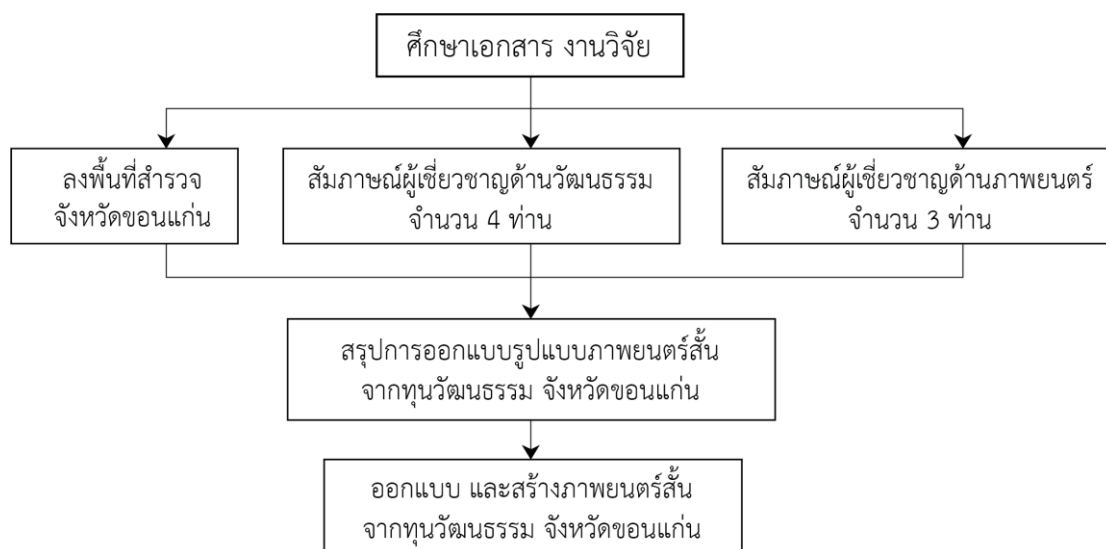 ศึกษาเอกสาร งานวิจัย
ลงพื้นที่สำรวจ
จังหวัดขอนแก่น
สัมภาษณ์ผู้เชี่ยวชาญด้านวัฒนธรรม
จำนวน 4 ท่าน
สัมภาษณ์ผู้เชี่ยวชาญด้านภาพยนตร์
จำนวน 3 ท่าน
สรุปการออกแบบรูปแบบภาพยนตร์สั้น
จากทุนวัฒนธรรม จังหวัดขอนแก่น
ออกแบบ และสร้างภาพยนตร์สั้น
จากทุนวัฒนธรรม จังหวัดขอนแก่น